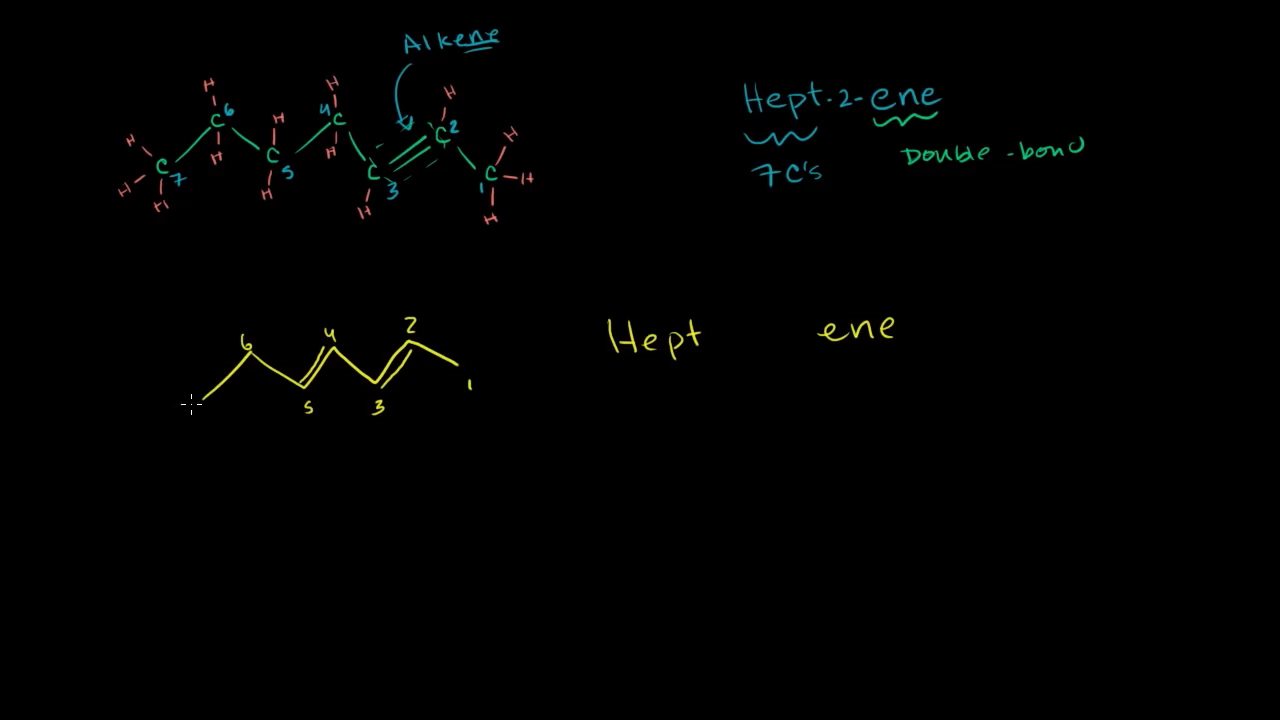 Alkene
H H H
C 6 4 C C 2
H H H
C 7 C 5 C 3 1 C H
H H H H H
H H H
Hept-2-ene
7 C's
Double-bond
6 4 2
5 3 1
Hept ene